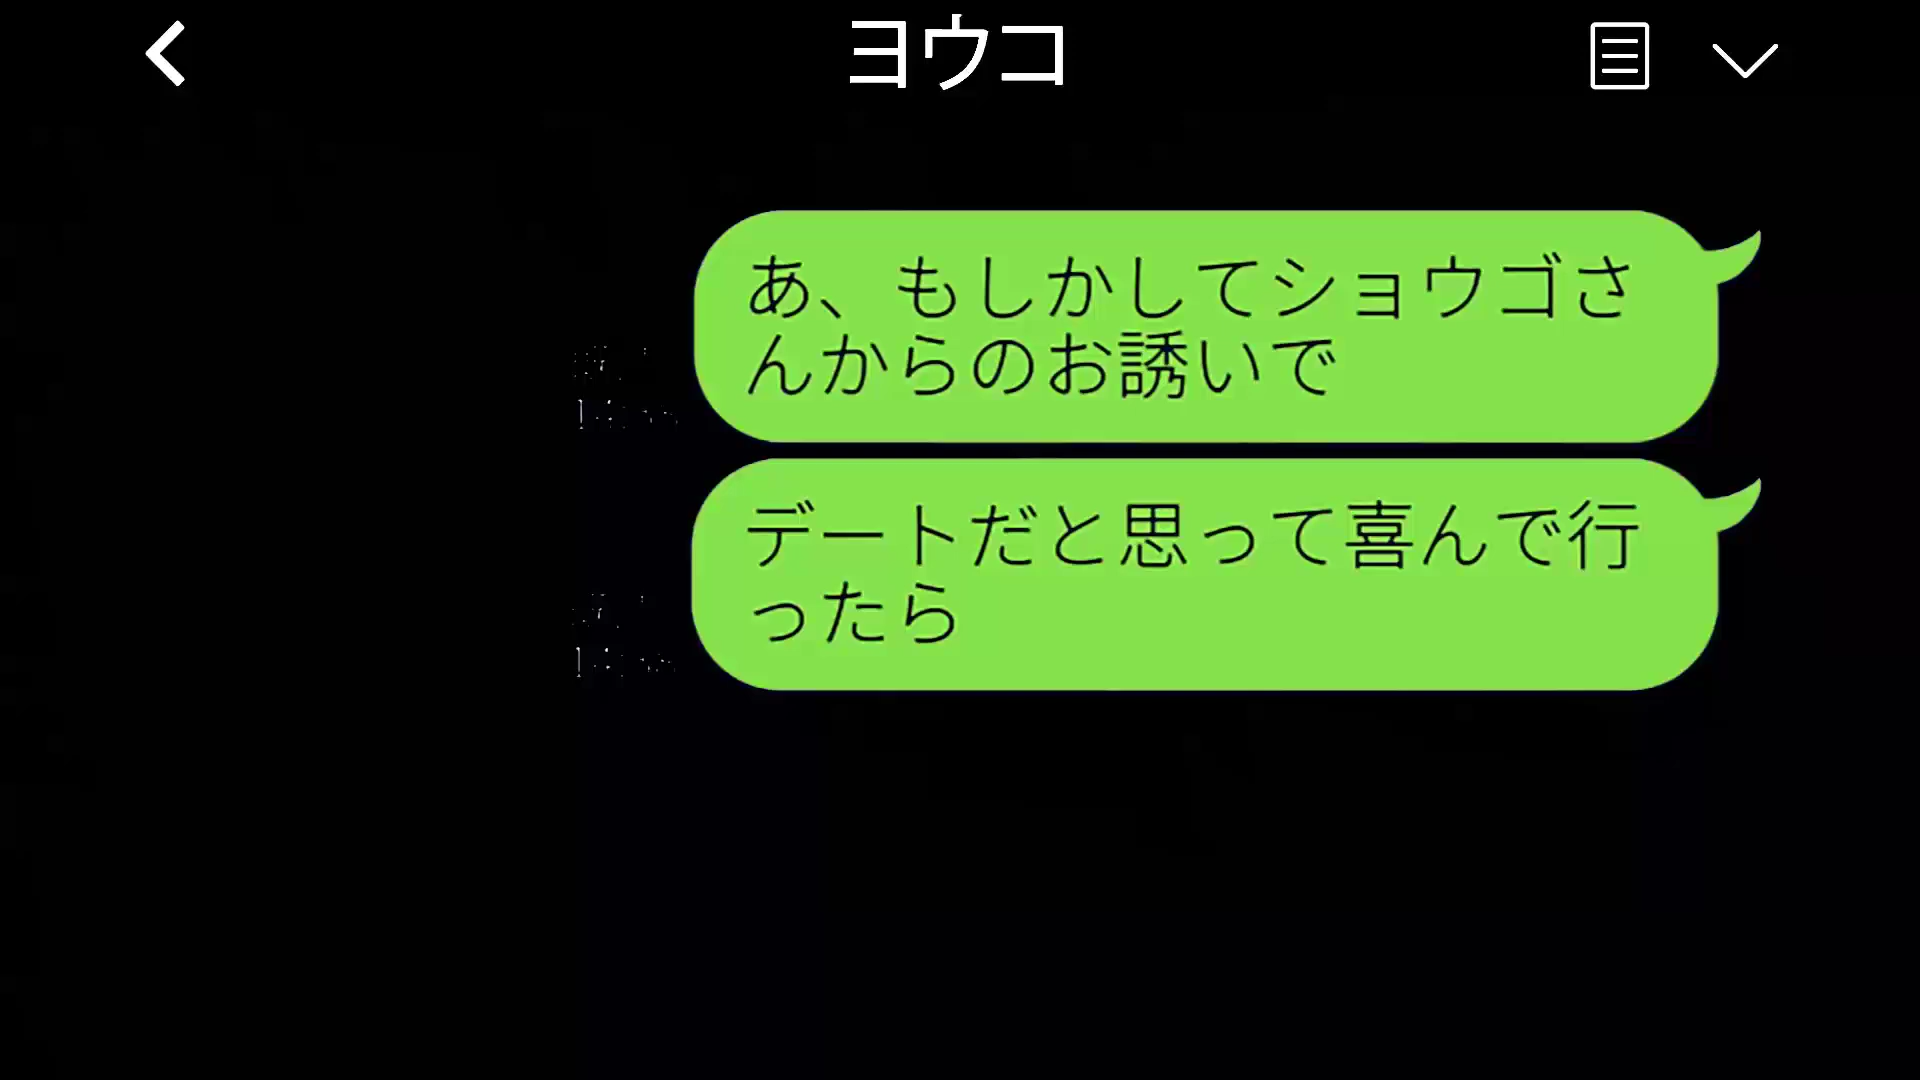 ヨウコ
あ、もしかしてショウゴさ
んからのお誘いで
デートだと思って喜んで行
ったら